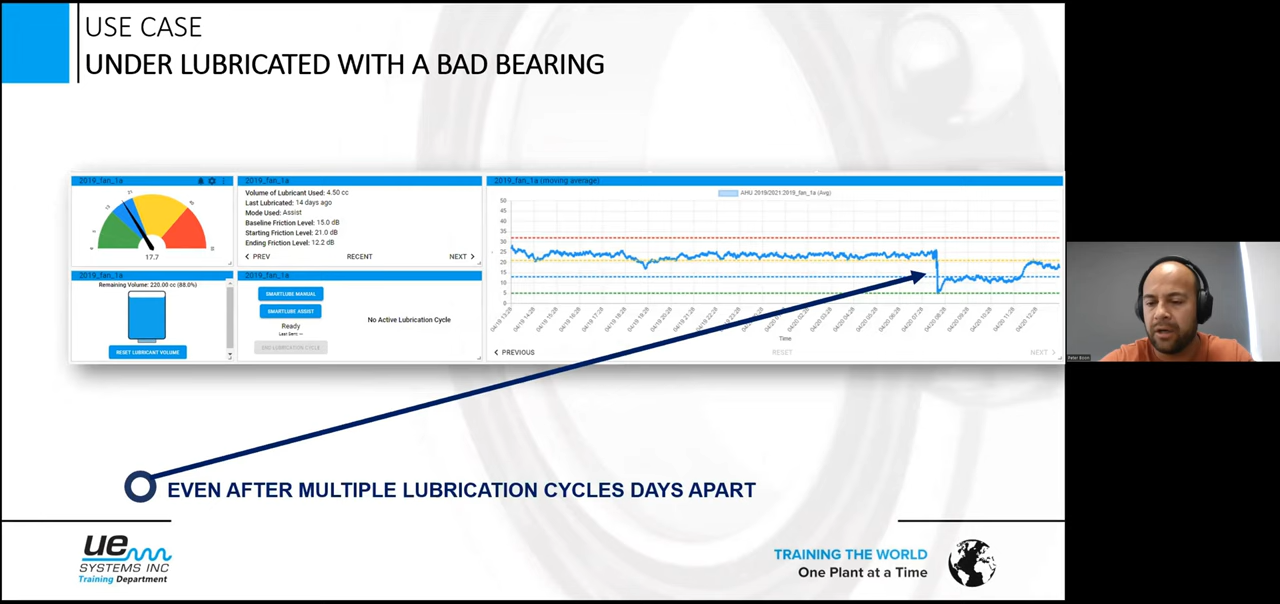 USE CASE
UNDER LUBRICATED WITH A BAD BEARING
2019_fan_1a
17.7
2019_fan_1a
Volume of Lubricant Used: 4.50 cc
Last Lubricated: 14 days ago
Mode Used: Assist
Baseline Friction Level: 15.0 dB
Starting Friction Level: 21.0 dB
Ending Friction Level: 12.2 dB
PREV
RECENT
NEXT
2019_fan_1a (moving average)
AHU 2019/2021:2019_fan_1a (Avg)
50
45
40
35
30
25
20
15
10
5
0
Time
PREVIOUS
RESET
NEXT
2019_fan_1a
Remaining Volume: 220.00 cc (88.0%)
RESET LUBRICANT VOLUME
2019_fan_1a
SMARTLUBE MANUAL
SMARTLUBE ASSIST
Ready
No Active Lubrication Cycle
EVEN AFTER MULTIPLE LUBRICATION CYCLES DAYS APART
ue
SYSTEMS INC
Training Department
TRAINING THE WORLD
One Plant at a Time